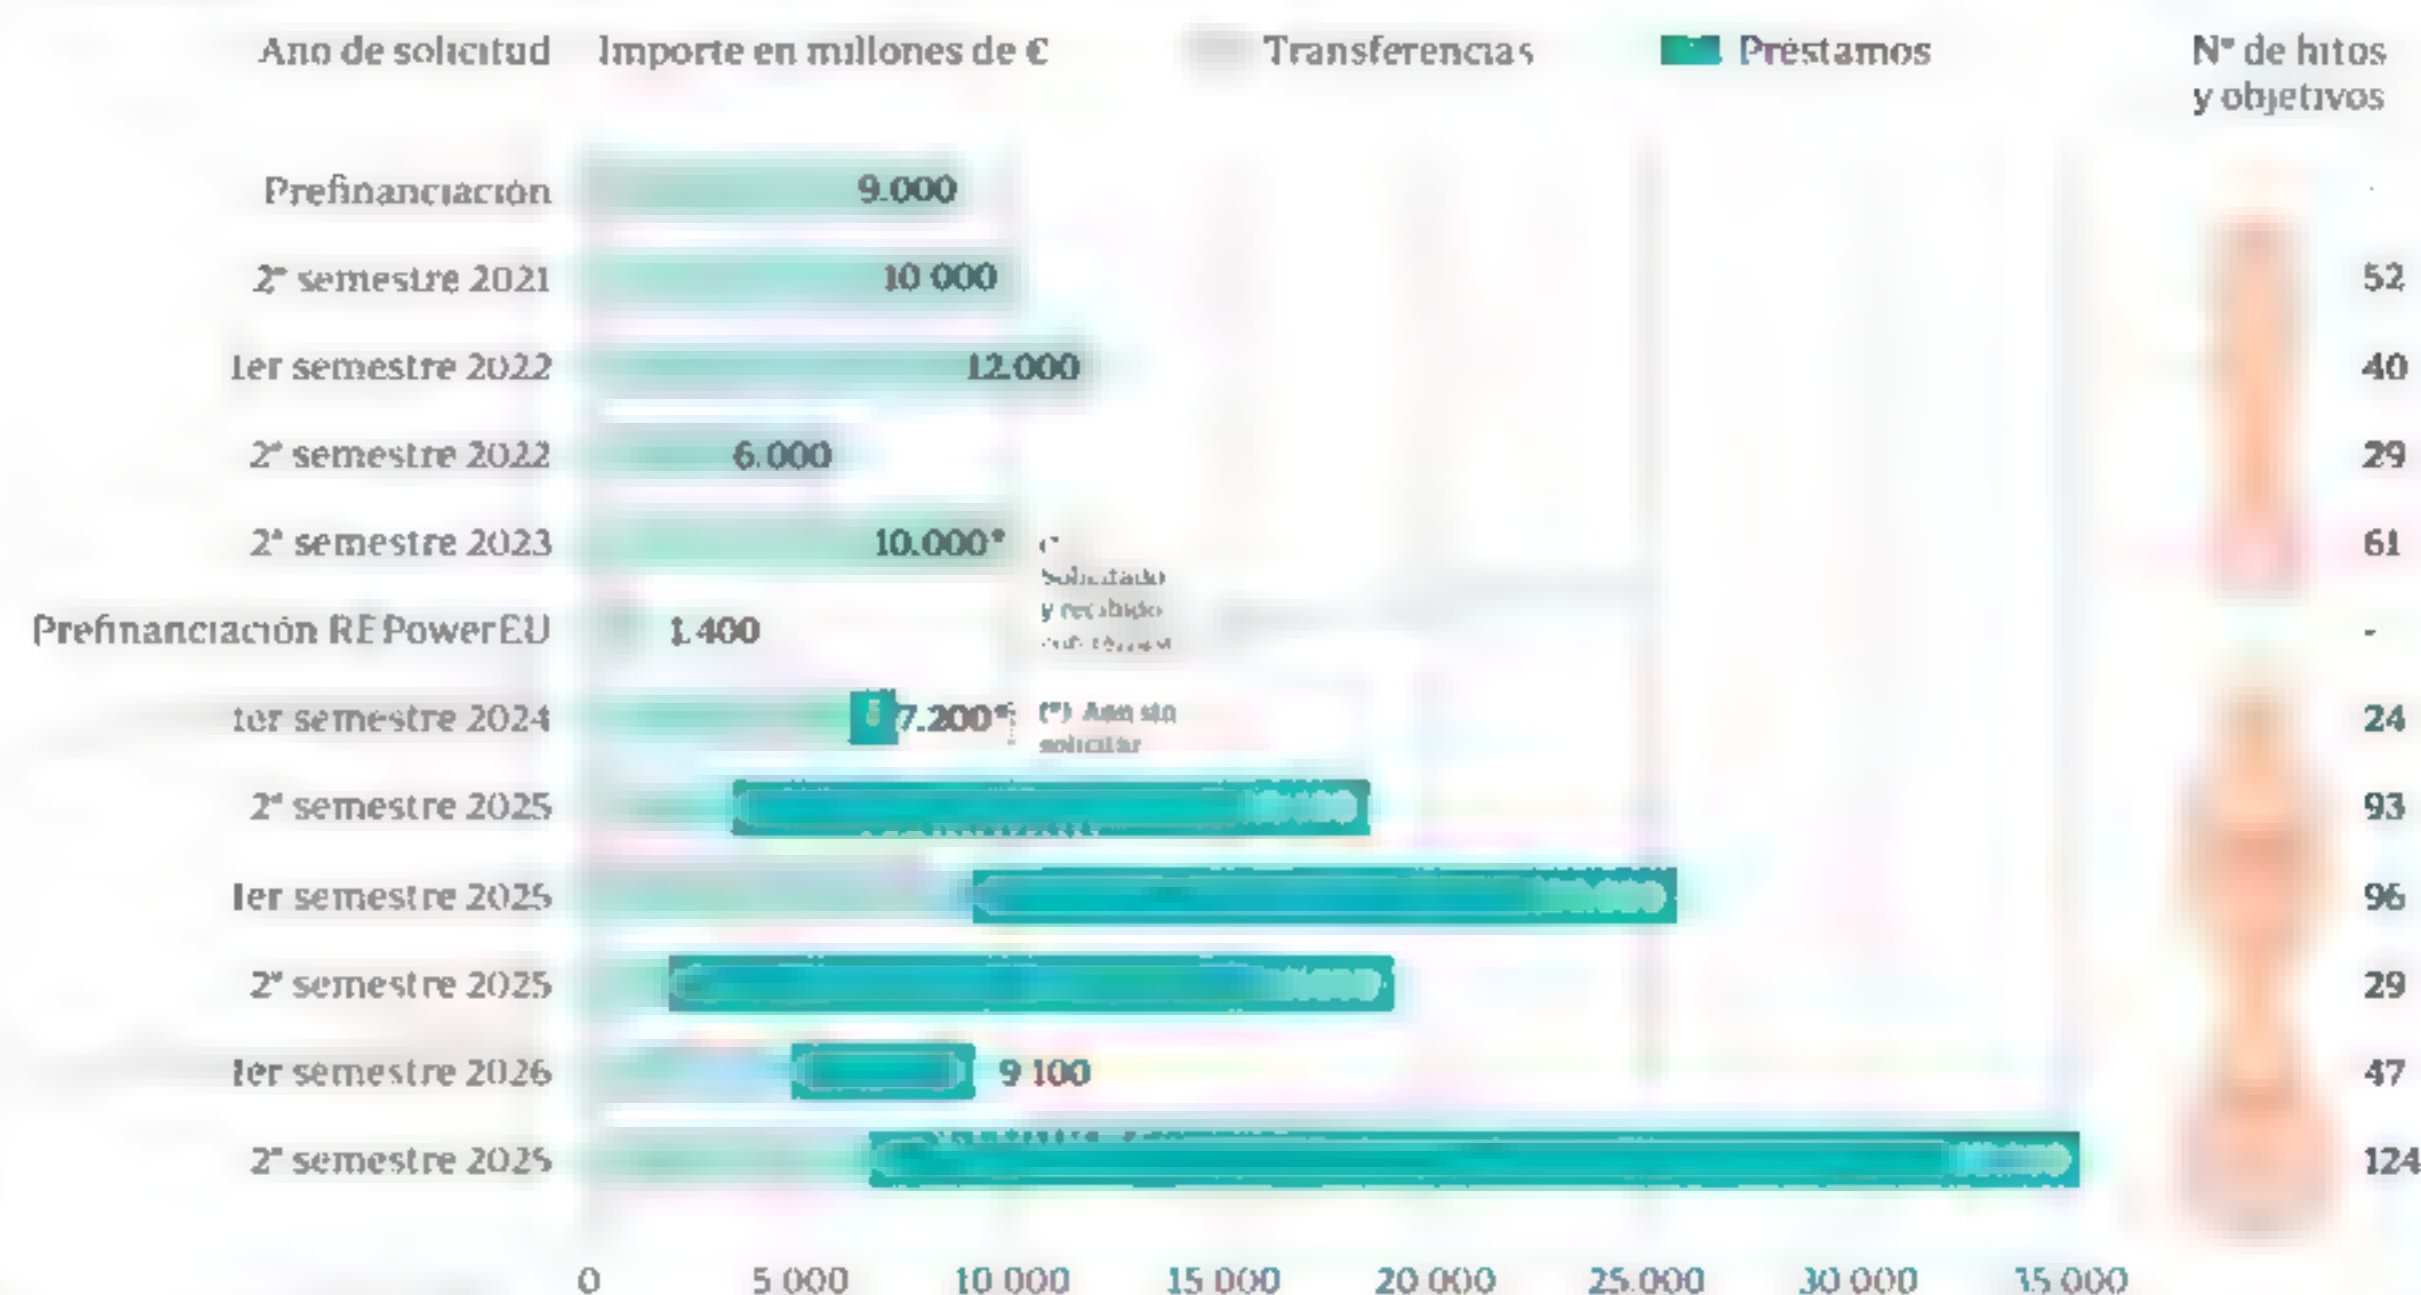 Ano de solicitud Importe en millones de € Transferencias Préstamos Nº de hitos
y objetivos
Prefinanciación 9.000
2º semestre 2021 10 000 52
1er semestre 2022 12.000 40
2º semestre 2022 6.000 29
2º semestre 2023 10.000* 61
Solicitado
y recibido
Prefinanciación REPowerEU 1.400 -
1er semestre 2024 7.200* (*) Aún sin 24
solicitar
2º semestre 2025 93
1er semestre 2025 96
2º semestre 2025 29
1er semestre 2026 9 100 47
2º semestre 2025 124
0 5 000 10 000 15 000 20 000 25.000 30 000 35 000